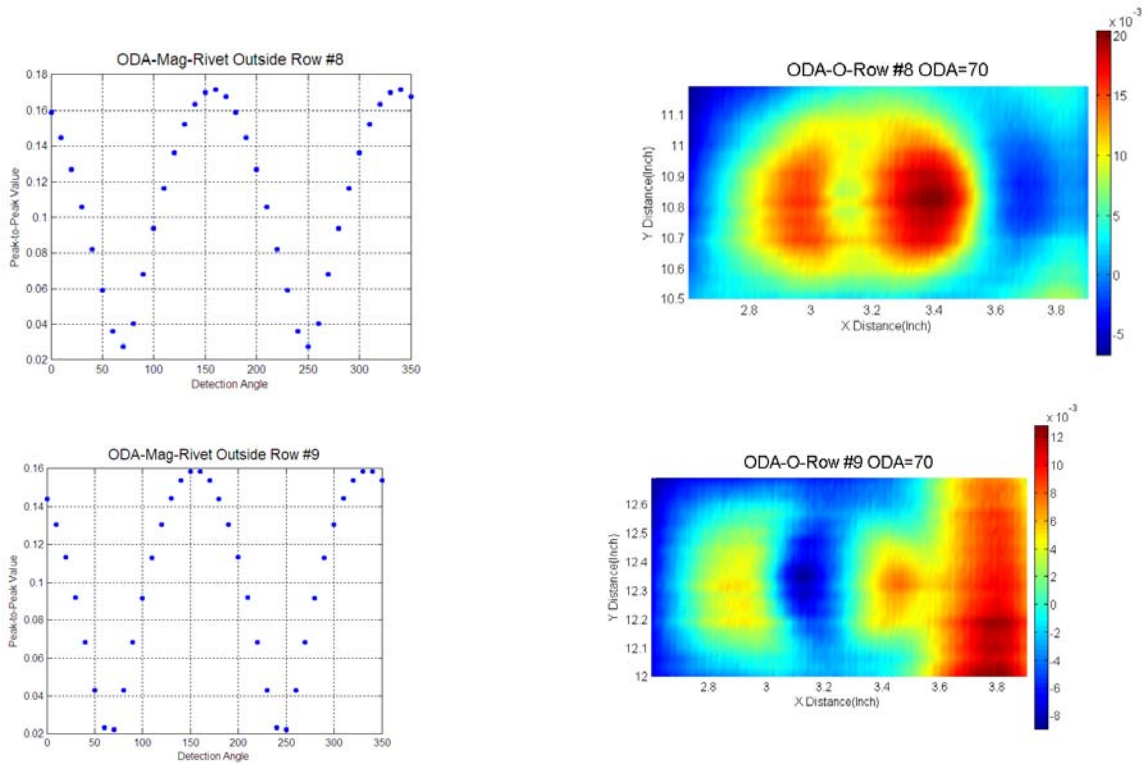 ODA-Mag-Rivet Outside Row #8
0.18
0.16
0.14
0.12
0.1
0.08
0.06
0.04
0.02
Peak-to-Peak Value
0 50 100 150 200 250 300 350
Detection Angle
x 10 -3
ODA-O-Row #8 ODA=70
11.1
11
10.9
10.8
10.7
10.6
10.5
Y Distance(Inch)
2.8 3 3.2 3.4 3.6 3.8
X Distance(Inch)
20
15
10
5
0
-5
ODA-Mag-Rivet Outside Row #9
0.16
0.14
0.12
0.1
0.08
0.06
0.04
0.02
Peak-to-Peak Value
0 50 100 150 200 250 300 350
Detection Angle
x 10 -3
ODA-O-Row #9 ODA=70
12.6
12.5
12.4
12.3
12.2
12.1
12
Y Distance(Inch)
2.8 3 3.2 3.4 3.6 3.8
X Distance(Inch)
12
10
8
6
4
2
0
-2
-4
-6
-8